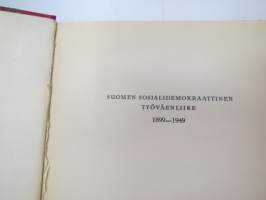 SUOMEN SOSIALIDEMOKRAATTINEN
TYÖVÄENLIIKE
1899—1949